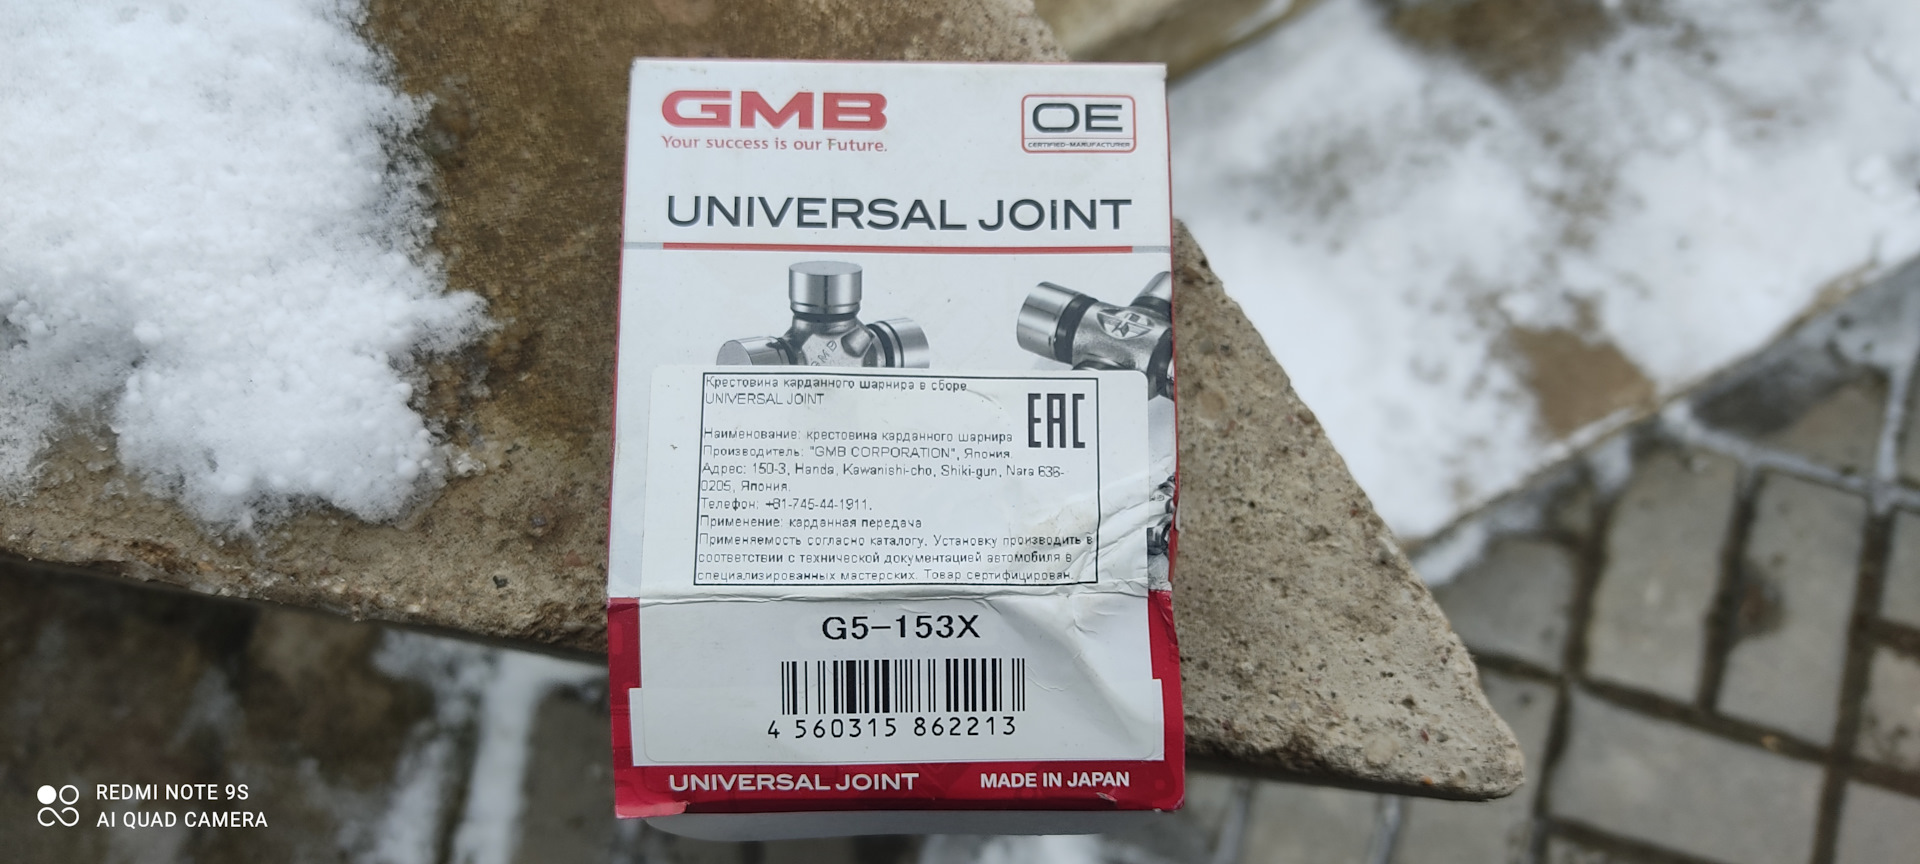 GMB
Your success is our Future.
OE
CERTIFIED-MANUFACTURER
UNIVERSAL JOINT
GMB
Крестовина карданного шарнира в сборе
UNIVERSAL JOINT
EAC
Наименование: крестовина карданного шарнира
Производитель: "GMB CORPORATION", Япония.
Адрес: 150-3, Handa, Kawanishi-cho, Shiki-gun, Nara 636-
0205, Япония.
Телефон: +81-745-44-1911.
Применение: карданная передача
Применяемость согласно каталогу. Установку производить в
соответствии с технической документацией автомобиля в
специализированных мастерских. Товар сертифицирован.
G5-153X
4 560315 862213
UNIVERSAL JOINT MADE IN JAPAN
REDMI NOTE 9S
AI QUAD CAMERA